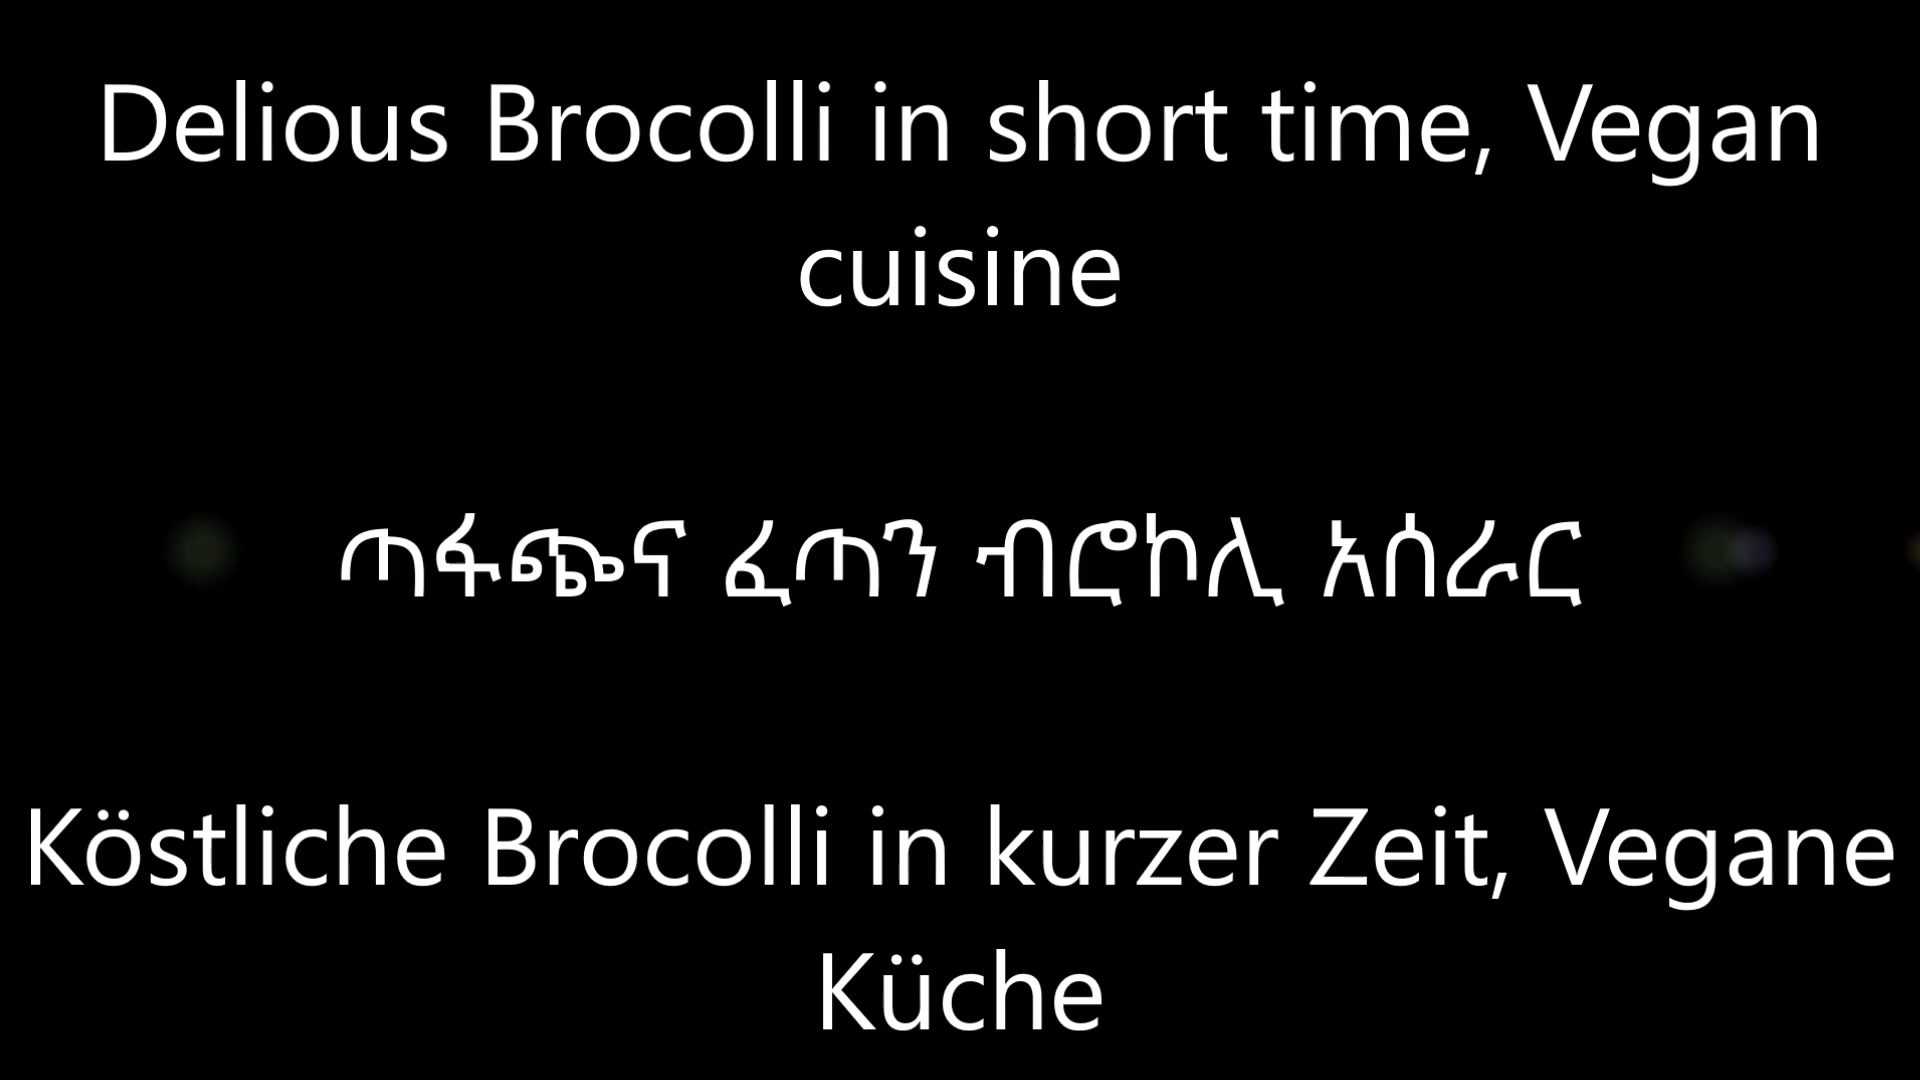 Delious Brocolli in short time, Vegan
cuisine
ጣፋጭና ፈጣን ብሮኮሊ አሰራር
Köstliche Brocolli in kurzer Zeit, Vegane
Küche